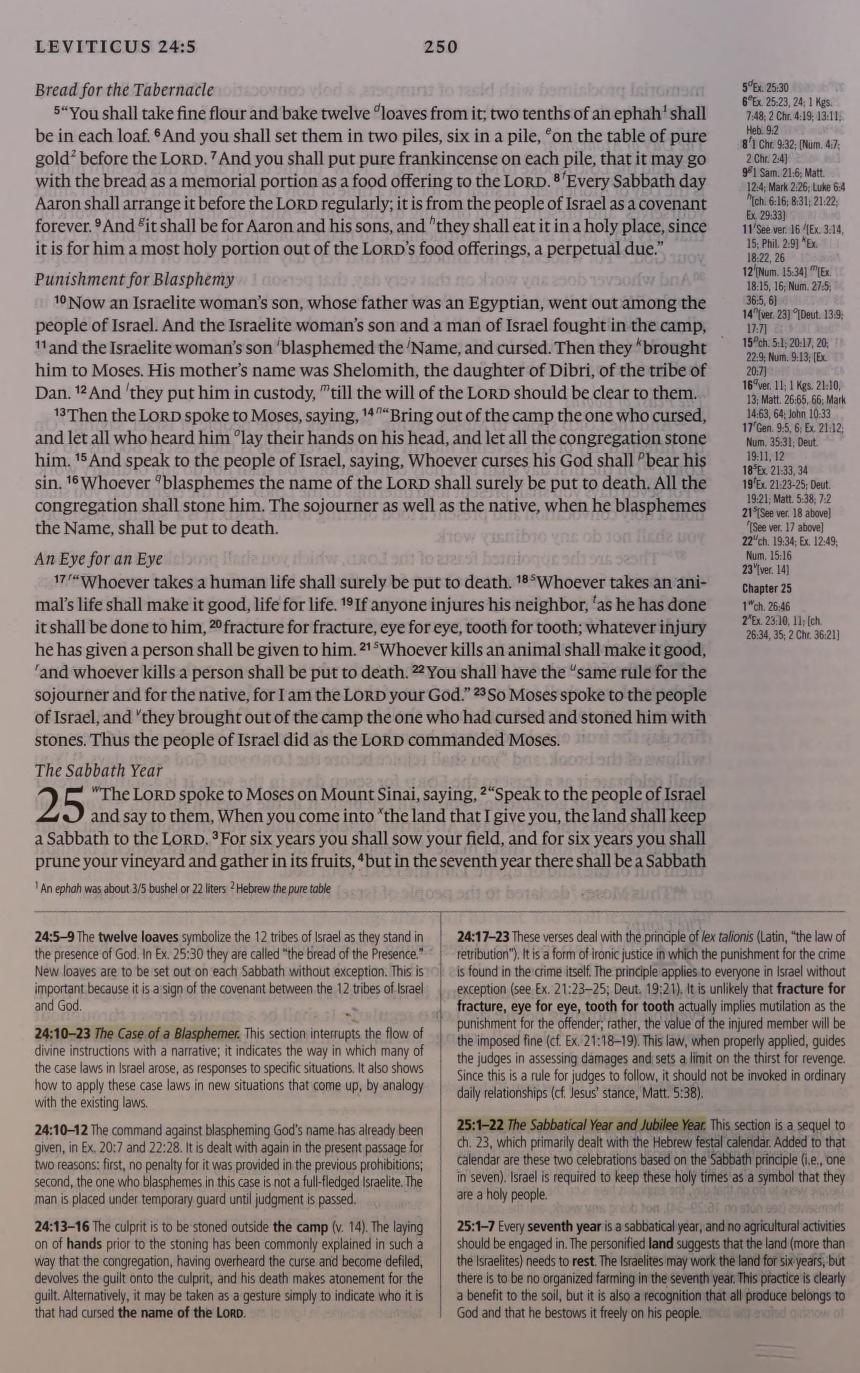 LEVITICUS 24:5
250
Bread for the Tabernacle
5“You shall take fine flour and bake twelve dloaves from it; two tenths of an ephah1 shall
be in each loaf. 6And you shall set them in two piles, six in a pile, eon the table of pure
gold2 before the LORD. 7And you shall put pure frankincense on each pile, that it may go
with the bread as a memorial portion as a food offering to the LORD. 8fEvery Sabbath day
Aaron shall arrange it before the LORD regularly; it is from the people of Israel as a covenant
forever. 9And git shall be for Aaron and his sons, and hthey shall eat it in a holy place, since
it is for him a most holy portion out of the LORD’s food offerings, a perpetual due.”
Punishment for Blasphemy
10Now an Israelite woman’s son, whose father was an Egyptian, went out among the
people of Israel. And the Israelite woman’s son and a man of Israel fought in the camp,
11and the Israelite woman’s son iblasphemed the jName, and cursed. Then they kbrought
him to Moses. His mother’s name was Shelomith, the daughter of Dibri, of the tribe of
Dan. 12And lthey put him in custody, mtill the will of the LORD should be clear to them.
13Then the LORD spoke to Moses, saying, 14n“Bring out of the camp the one who cursed,
and let all who heard him olay their hands on his head, and let all the congregation stone
him. 15And speak to the people of Israel, saying, Whoever curses his God shall pbear his
sin. 16Whoever qblasphemes the name of the LORD shall surely be put to death. All the
congregation shall stone him. The sojourner as well as the native, when he blasphemes
the Name, shall be put to death.
An Eye for an Eye
17r“Whoever takes a human life shall surely be put to death. 18sWhoever takes an ani-
mal’s life shall make it good, life for life. 19If anyone injures his neighbor, tas he has done
it shall be done to him, 20fracture for fracture, eye for eye, tooth for tooth; whatever injury
he has given a person shall be given to him. 21sWhoever kills an animal shall make it good,
rand whoever kills a person shall be put to death. 22You shall have the usame rule for the
sojourner and for the native, for I am the LORD your God.” 23So Moses spoke to the people
of Israel, and vthey brought out of the camp the one who had cursed and stoned him with
stones. Thus the people of Israel did as the LORD commanded Moses.
The Sabbath Year
25 wThe LORD spoke to Moses on Mount Sinai, saying, 2“Speak to the people of Israel
and say to them, When you come into xthe land that I give you, the land shall keep
a Sabbath to the LORD. 3For six years you shall sow your field, and for six years you shall
prune your vineyard and gather in its fruits, 4but in the seventh year there shall be a Sabbath
1 An ephah was about 3/5 bushel or 22 liters 2 Hebrew the pure table
5dEx. 25:30
6eEx. 25:23, 24; 1 Kgs.
7:48; 2 Chr. 4:19; 13:11;
Heb. 9:2
8f1 Chr. 9:32; [Num. 4:7;
2 Chr. 2:4]
9g1 Sam. 21:6; Matt.
12:4; Mark 2:26; Luke 6:4
h[ch. 6:16; 8:31; 21:22;
Ex. 29:33]
11iSee ver. 16 j[Ex. 3:14,
15; Phil. 2:9] kEx.
18:22, 26
12l[Num. 15:34] m[Ex.
18:15, 16; Num. 27:5;
36:5, 6]
14n[ver. 23] o[Deut. 13:9;
17:7]
15pch. 5:1; 20:17, 20;
22:9; Num. 9:13; [Ex.
20:7]
16qver. 11; 1 Kgs. 21:10,
13; Matt. 26:65, 66; Mark
14:63, 64; John 10:33
17rGen. 9:5, 6; Ex. 21:12;
Num. 35:31; Deut.
19:11, 12
18sEx. 21:33, 34
19tEx. 21:23-25; Deut.
19:21; Matt. 5:38; 7:2
21s[See ver. 18 above]
r[See ver. 17 above]
22uch. 19:34; Ex. 12:49;
Num. 15:16
23v[ver. 14]
Chapter 25
1wch. 26:46
2xEx. 23:10, 11; [ch.
26:34, 35; 2 Chr. 36:21]
24:5–9 The twelve loaves symbolize the 12 tribes of Israel as they stand in
the presence of God. In Ex. 25:30 they are called “the bread of the Presence.”
New loaves are to be set out on each Sabbath without exception. This is
important because it is a sign of the covenant between the 12 tribes of Israel
and God.
24:10–23 The Case of a Blasphemer. This section interrupts the flow of
divine instructions with a narrative; it indicates the way in which many of
the case laws in Israel arose, as responses to specific situations. It also shows
how to apply these case laws in new situations that come up, by analogy
with the existing laws.
24:10–12 The command against blaspheming God’s name has already been
given, in Ex. 20:7 and 22:28. It is dealt with again in the present passage for
two reasons: first, no penalty for it was provided in the previous prohibitions;
second, the one who blasphemes in this case is not a full-fledged Israelite. The
man is placed under temporary guard until judgment is passed.
24:13–16 The culprit is to be stoned outside the camp (v. 14). The laying
on of hands prior to the stoning has been commonly explained in such a
way that the congregation, having overheard the curse and become defiled,
devolves the guilt onto the culprit, and his death makes atonement for the
guilt. Alternatively, it may be taken as a gesture simply to indicate who it is
that had cursed the name of the LORD.
24:17–23 These verses deal with the principle of lex talionis (Latin, “the law of
retribution”). It is a form of ironic justice in which the punishment for the crime
is found in the crime itself. The principle applies to everyone in Israel without
exception (see Ex. 21:23–25; Deut. 19:21). It is unlikely that fracture for
fracture, eye for eye, tooth for tooth actually implies mutilation as the
punishment for the offender; rather, the value of the injured member will be
the imposed fine (cf. Ex. 21:18–19). This law, when properly applied, guides
the judges in assessing damages and sets a limit on the thirst for revenge.
Since this is a rule for judges to follow, it should not be invoked in ordinary
daily relationships (cf. Jesus’ stance, Matt. 5:38).
25:1–22 The Sabbatical Year and Jubilee Year. This section is a sequel to
ch. 23, which primarily dealt with the Hebrew festal calendar. Added to that
calendar are these two celebrations based on the Sabbath principle (i.e., one
in seven). Israel is required to keep these holy times as a symbol that they
are a holy people.
25:1–7 Every seventh year is a sabbatical year, and no agricultural activities
should be engaged in. The personified land suggests that the land (more than
the Israelites) needs to rest. The Israelites may work the land for six years, but
there is to be no organized farming in the seventh year. This practice is clearly
a benefit to the soil, but it is also a recognition that all produce belongs to
God and that he bestows it freely on his people.